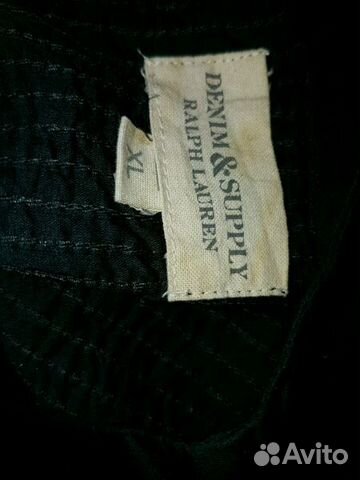 DENIM & SUPPLY
RALPH LAUREN
XL
Avito